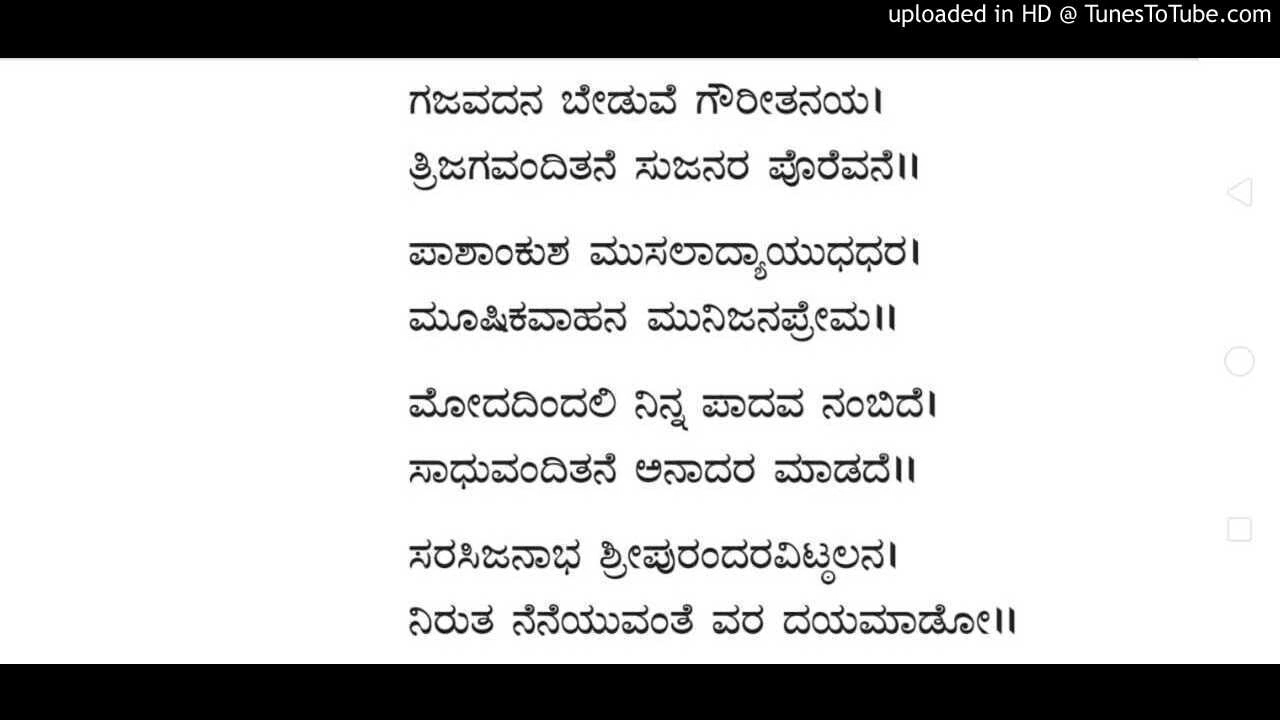 uploaded in HD @ TunesToTube.com
ಗಜವದನ ಬೇಡುವೆ ಗೌರೀತನಯ।
ತ್ರಿಜಗವಂದಿತನೆ ಸುಜನರ ಪೊರೆವನೆ॥
ಪಾಶಾಂಕುಶ ಮುಸಲಾದ್ಯಾಯುಧಧರ।
ಮೂಷಿಕವಾಹನ ಮುನಿಜನಪ್ರೇಮ॥
ಮೋದದಿಂದಲಿ ನಿನ್ನ ಪಾದವ ನಂಬಿದೆ।
ಸಾಧುವಂದಿತನೆ ಅನಾದರ ಮಾಡದೆ॥
ಸರಸಿಜನಾಭ ಶ್ರೀಪುರಂದರವಿಟ್ಠಲನ।
ನಿರುತ ನೆನೆಯುವಂತೆ ವರ ದಯಮಾಡೋ॥